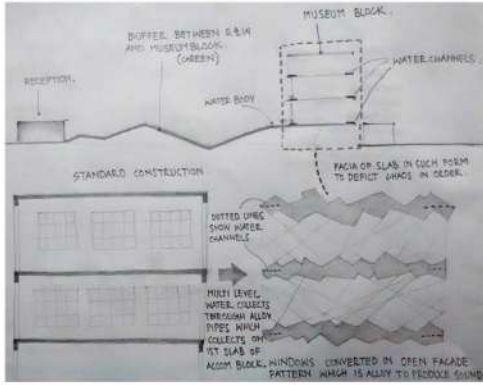 MUSEUM BLOCK.
BUFFER BETWEEN
AND MUSEUM BLOCK.
(GREEN)
RECEPTION.
WATER CHANNELS.
WATER BODY
FACIA OF SLAB IN SUCH FORM
TO DEPICT CHAOS IN ORDER.
STANDARD CONSTRUCTION
DOTTED LINES
SHOW WATER
CHANNELS
MULTI LEVEL
WATER COLLECTS
THROUGH ALLOY
PIPES WHICH
COLLECTS ON
1ST SLAB OF
ACCOM BLOCK.
WINDOWS CONVERTED IN OPEN FACADE
PATTERN WHICH IS ALLOY TO PRODUCE SOUND